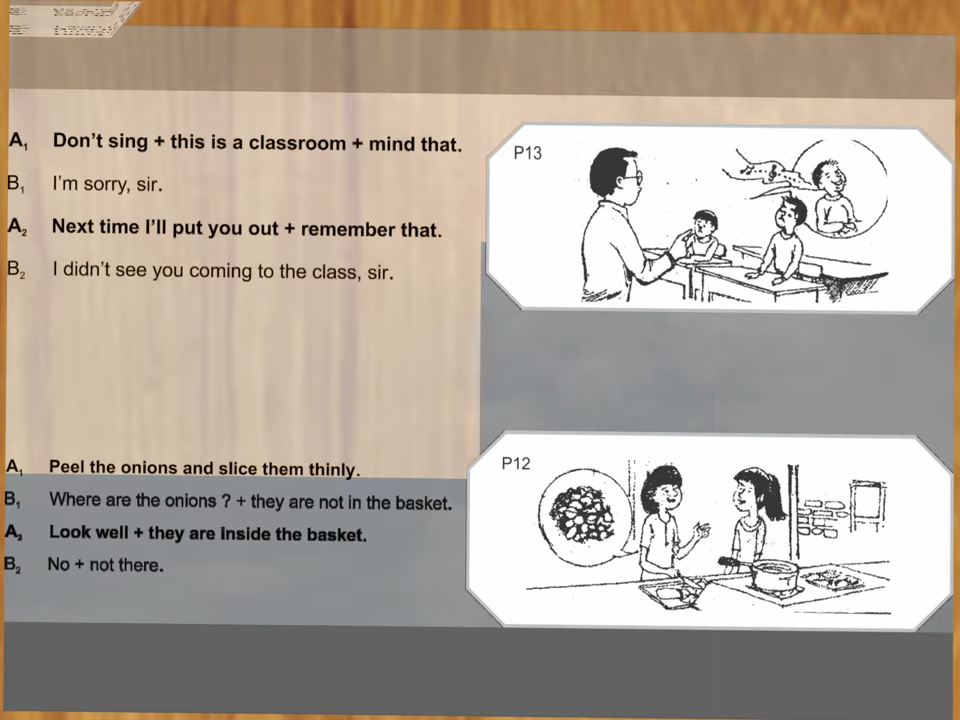 A1 Don't sing + this is a classroom + mind that.
B1 I'm sorry, sir.
A2 Next time I'll put you out + remember that.
B2 I didn't see you coming to the class, sir.
P13
A1 Peel the onions and slice them thinly.
B1 Where are the onions ? + they are not in the basket.
A2 Look well + they are inside the basket.
B2 No + not there.
P12